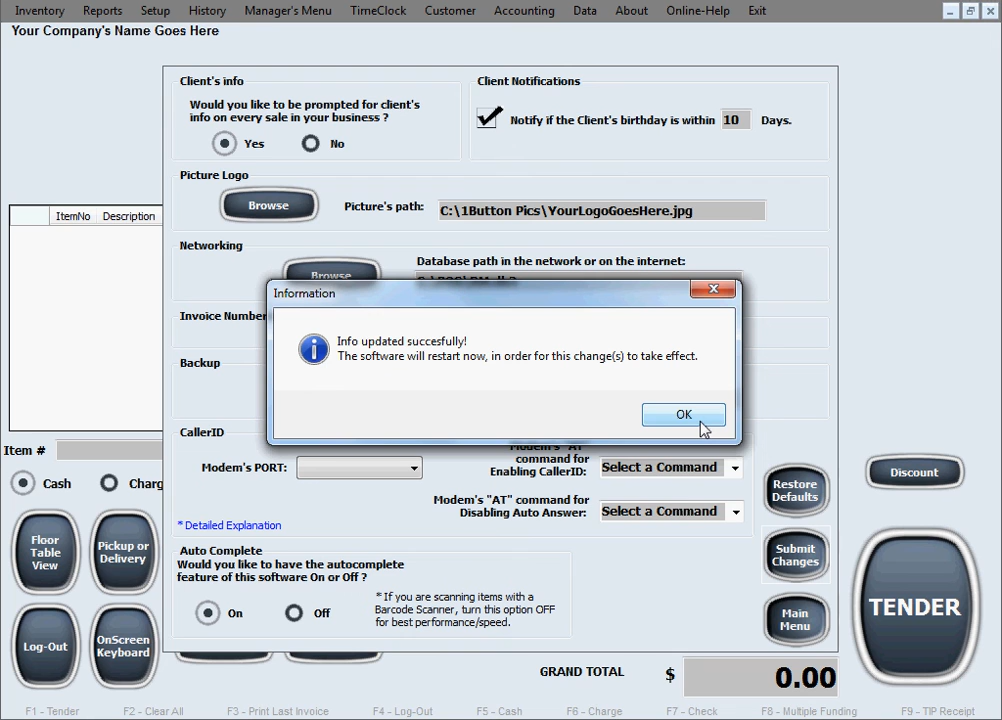 Inventory Reports Setup History Manager's Menu TimeClock Customer Accounting Data About Online-Help Exit
Your Company's Name Goes Here
Client's info
Would you like to be prompted for client's
info on every sale in your business ?
Yes No
Client Notifications
Notify if the Client's birthday is within 10 Days.
Picture Logo
Browse Picture's path: C:\1Button Pics\YourLogoGoesHere.jpg
ItemNo Description
Networking
Database path in the network or on the internet:
Browse
Information
Invoice Number
Info updated succesfully!
The software will restart now, in order for this change(s) to take effect.
Backup
OK
CallerID
Modem's PORT:
Modem's "AT"
command for
Enabling CallerID:
Select a Command
Modem's "AT" command for
Disabling Auto Answer:
Select a Command
* Detailed Explanation
Item #
Cash Charg
Floor
Table
View
Pickup or
Delivery
Log-Out
OnScreen
Keyboard
Auto Complete
Would you like to have the autocomplete
feature of this software On or Off ?
On Off
* If you are scanning items with a
Barcode Scanner, turn this option OFF
for best performance/speed.
Restore
Defaults
Submit
Changes
Main
Menu
Discount
TENDER
GRAND TOTAL $ 0.00
F1 - Tender F2 - Clear All F3 - Print Last Invoice F4 - Log-Out F5 - Cash F6 - Charge F7 - Check F8 - Multiple Funding F9 - TIP Receipt